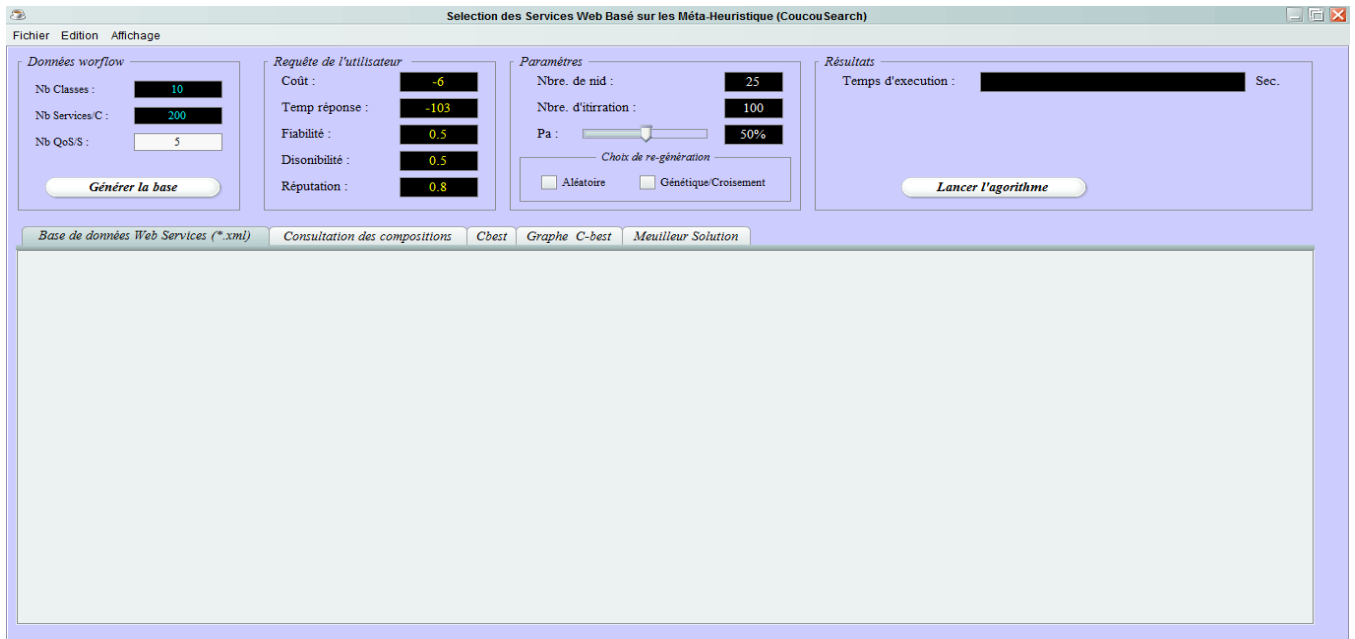 Selection des Services Web Basé sur les Méta-Heuristique (CoucouSearch)
Fichier Edition Affichage
Données worflow
Nb Classes : 10
Nb Services/C : 200
Nb QoS/S : 5
Générer la base
Requête de l'utilisateur
Coût : -6
Temp réponse : -103
Fiabilité : 0.5
Disonibilité : 0.5
Réputation : 0.8
Paramétres
Nbre. de nid : 25
Nbre. d'itirration : 100
Pa : 50%
Choix de re-gènération
Aléatoire Génétique/Croisement
Résultats
Temps d'execution : Sec.
Lancer l'agorithme
Base de données Web Services (*.xml) Consultation des compositions Cbest Graphe C-best Meuilleur Solution